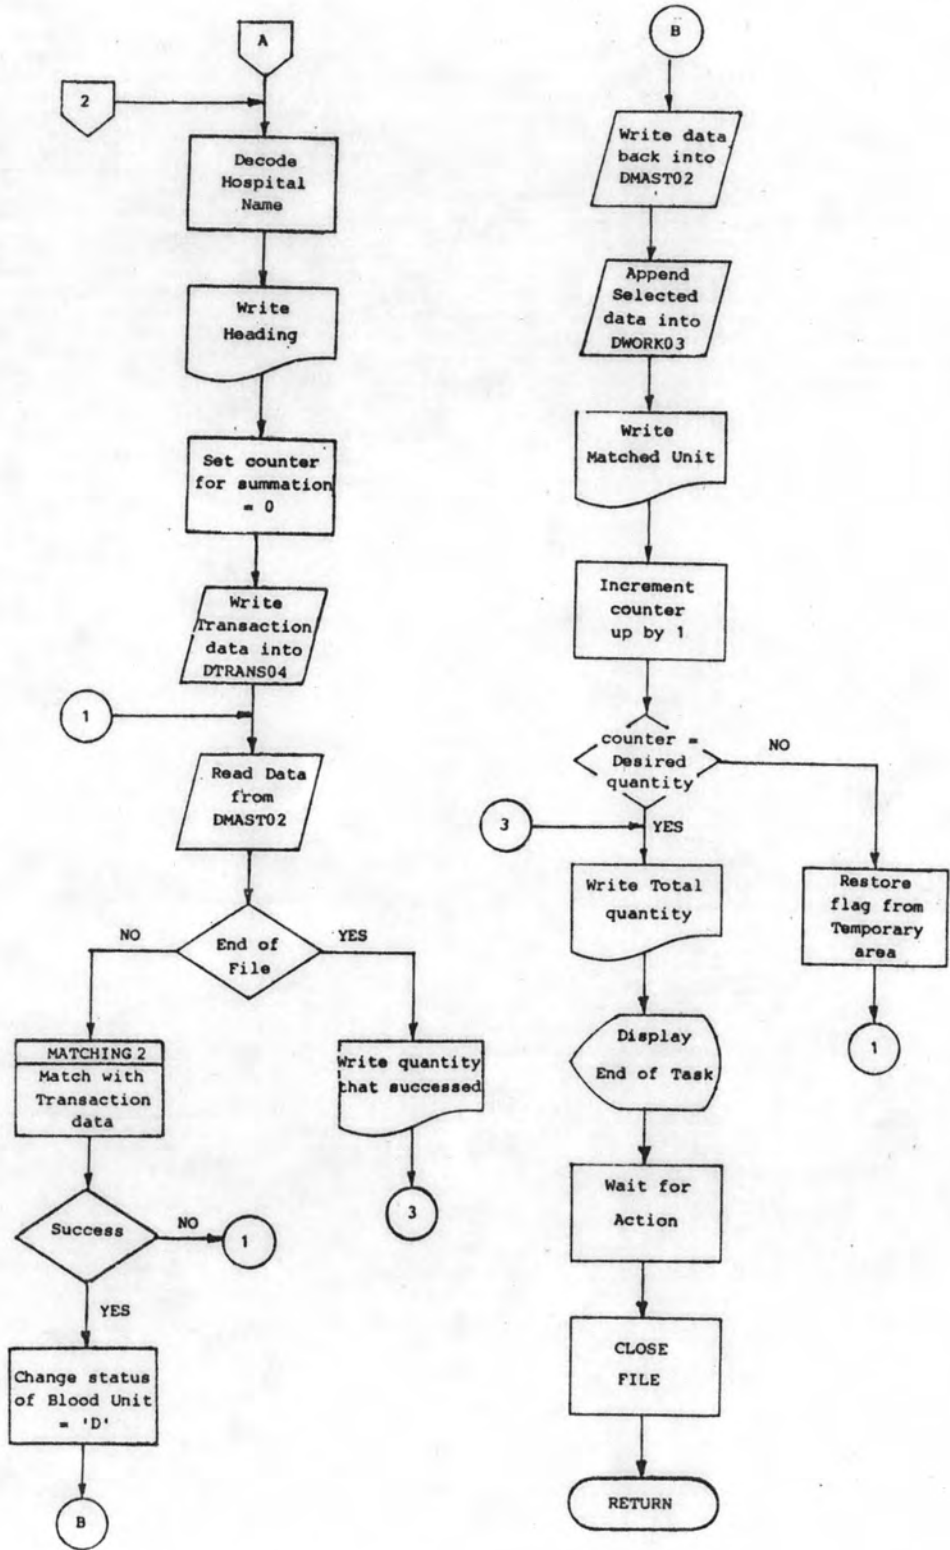 A
2
Decode
Hospital
Name
Write
Heading
Set counter
for summation
= 0
Write
Transaction
data into
DTRANS04
1
Read Data
from
DMAST02
End of
File
NO
YES
MATCHING 2
Match with
Transaction
data
Write quantity
that successed
3
Success
NO
1
YES
Change status
of Blood Unit
= 'D'
B
B
Write data
back into
DMAST02
Append
Selected
data into
DWORK03
Write
Matched Unit
Increment
counter
up by 1
counter =
Desired
quantity
NO
3
YES
Write Total
quantity
Restore
flag from
Temporary
area
1
Display
End of Task
Wait for
Action
CLOSE
FILE
RETURN